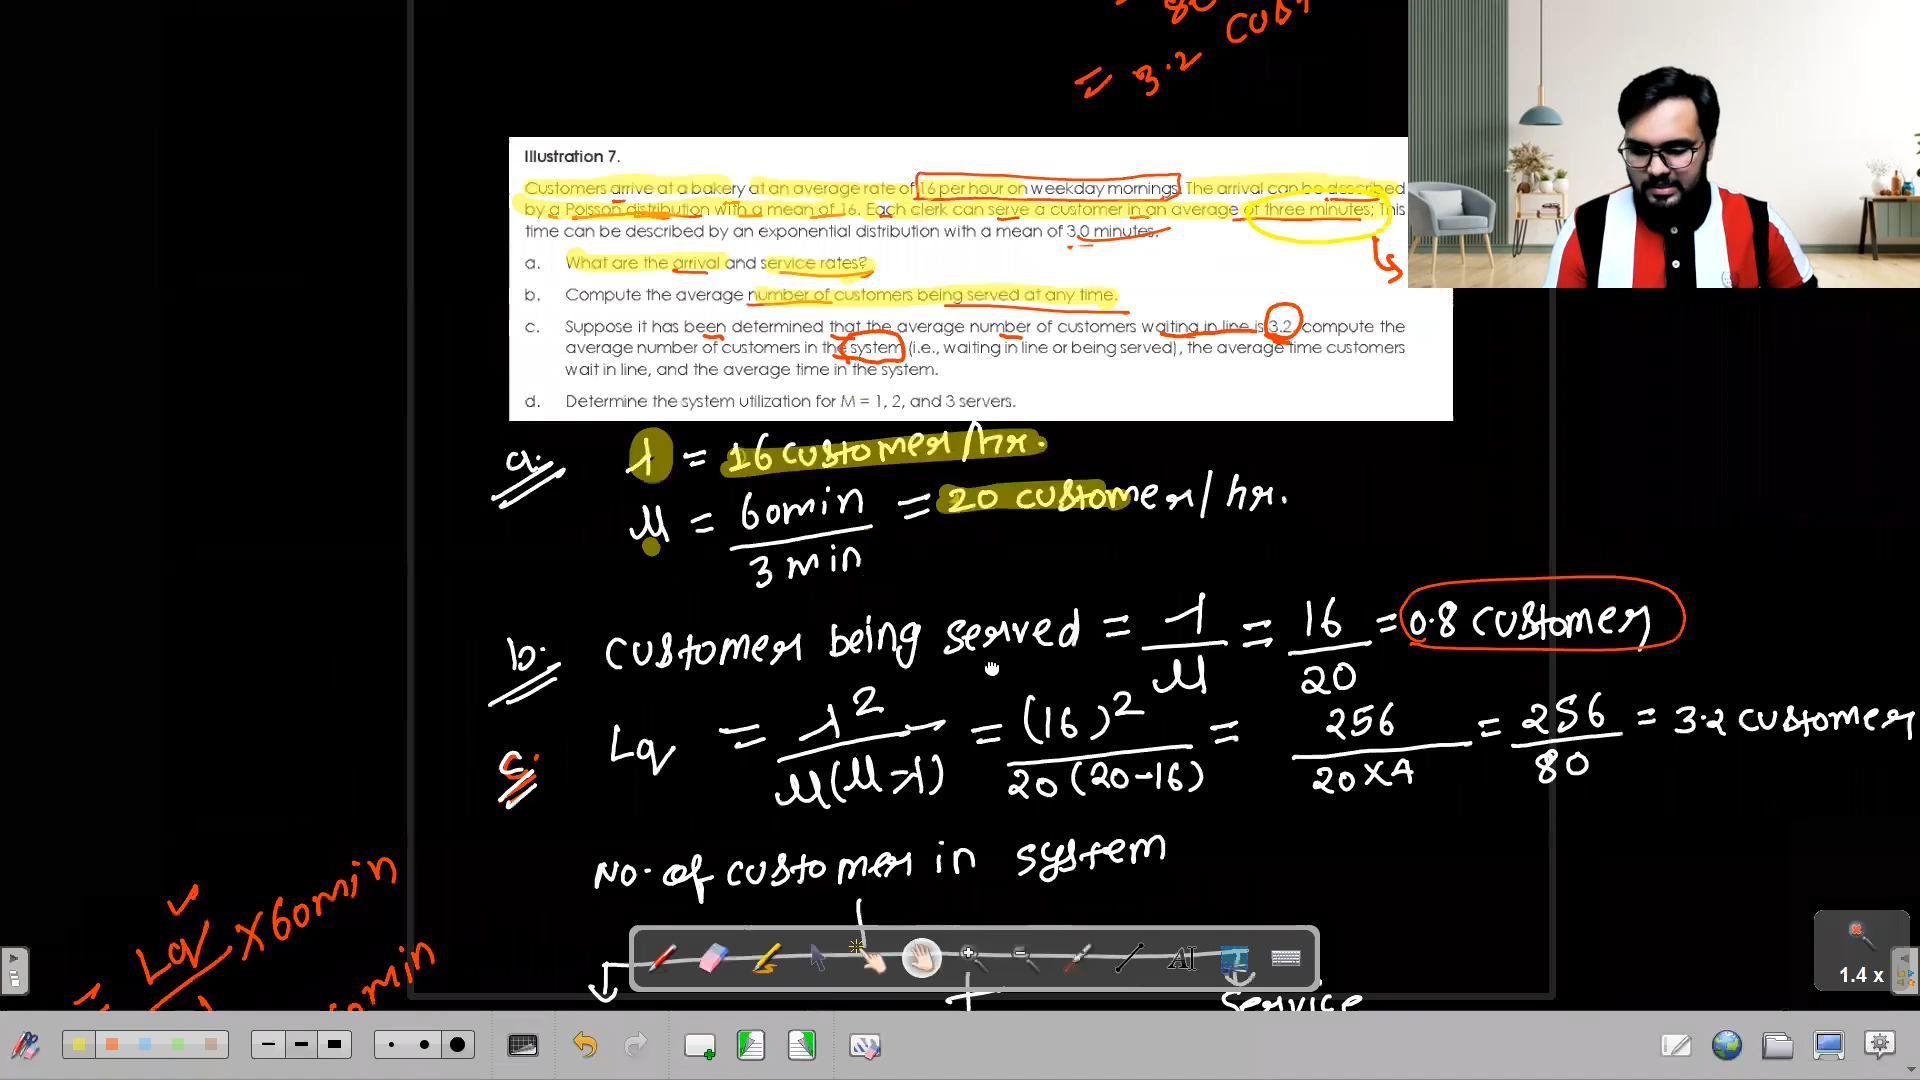 80
= 3.2 cust
Illustration 7.
Customers arrive at a bakery at an average rate of 16 per hour on weekday mornings. The arrival can be described
by a Poisson distribution with a mean of 16. Each clerk can serve a customer in an average of three minutes; This
time can be described by an exponential distribution with a mean of 3.0 minutes.
a. What are the arrival and service rates?
b. Compute the average number of customers being served at any time.
c. Suppose it has been determined that the average number of customers waiting in line is 3.2, compute the
average number of customers in the system (i.e., waiting in line or being served), the average time customers
wait in line, and the average time in the system.
d. Determine the system utilization for M = 1, 2, and 3 servers.
a. λ = 16 customer/hr.
μ = 60min / 3 min = 20 customer/hr.
b. Customer being served = λ/μ = 16/20 = 0.8 customer
c. Lq = λ²/μ(μ-λ) = (16)²/20(20-16) = 256/20×4 = 256/80 = 3.2 customer
No. of customer in system
= Lq/λ × 60min
min
+
Service
AI
1.4 x